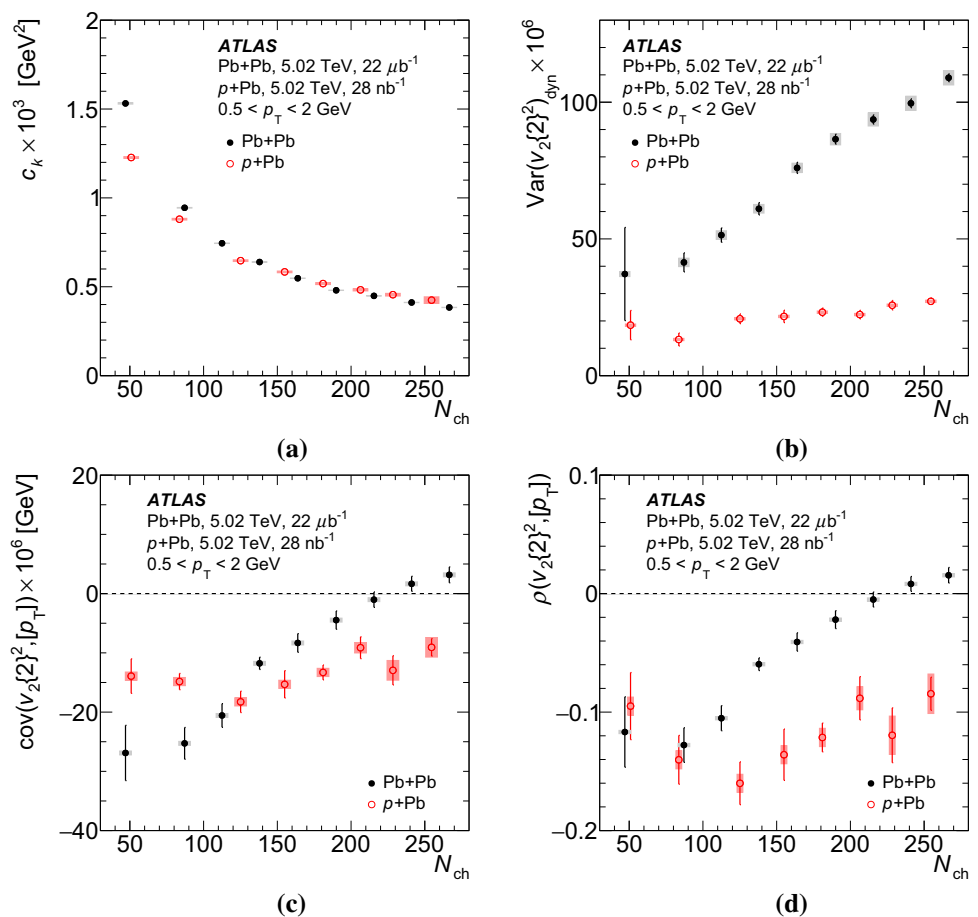 c_k × 10³ [GeV²]
2
1.5
1
0.5
0
ATLAS
Pb+Pb, 5.02 TeV, 22 μb⁻¹
p+Pb, 5.02 TeV, 28 nb⁻¹
0.5 < p_T < 2 GeV
Pb+Pb
p+Pb
50 100 150 200 250
N_ch
(a)
Var(v₂{2}²)_dyn × 10⁶
100
50
0
ATLAS
Pb+Pb, 5.02 TeV, 22 μb⁻¹
p+Pb, 5.02 TeV, 28 nb⁻¹
0.5 < p_T < 2 GeV
Pb+Pb
p+Pb
50 100 150 200 250
N_ch
(b)
cov(v₂{2}²,[p_T]) × 10⁶ [GeV]
20
0
−20
−40
ATLAS
Pb+Pb, 5.02 TeV, 22 μb⁻¹
p+Pb, 5.02 TeV, 28 nb⁻¹
0.5 < p_T < 2 GeV
Pb+Pb
p+Pb
50 100 150 200 250
N_ch
(c)
ρ(v₂{2}²,[p_T])
0.1
0
−0.1
−0.2
ATLAS
Pb+Pb, 5.02 TeV, 22 μb⁻¹
p+Pb, 5.02 TeV, 28 nb⁻¹
0.5 < p_T < 2 GeV
Pb+Pb
p+Pb
50 100 150 200 250
N_ch
(d)